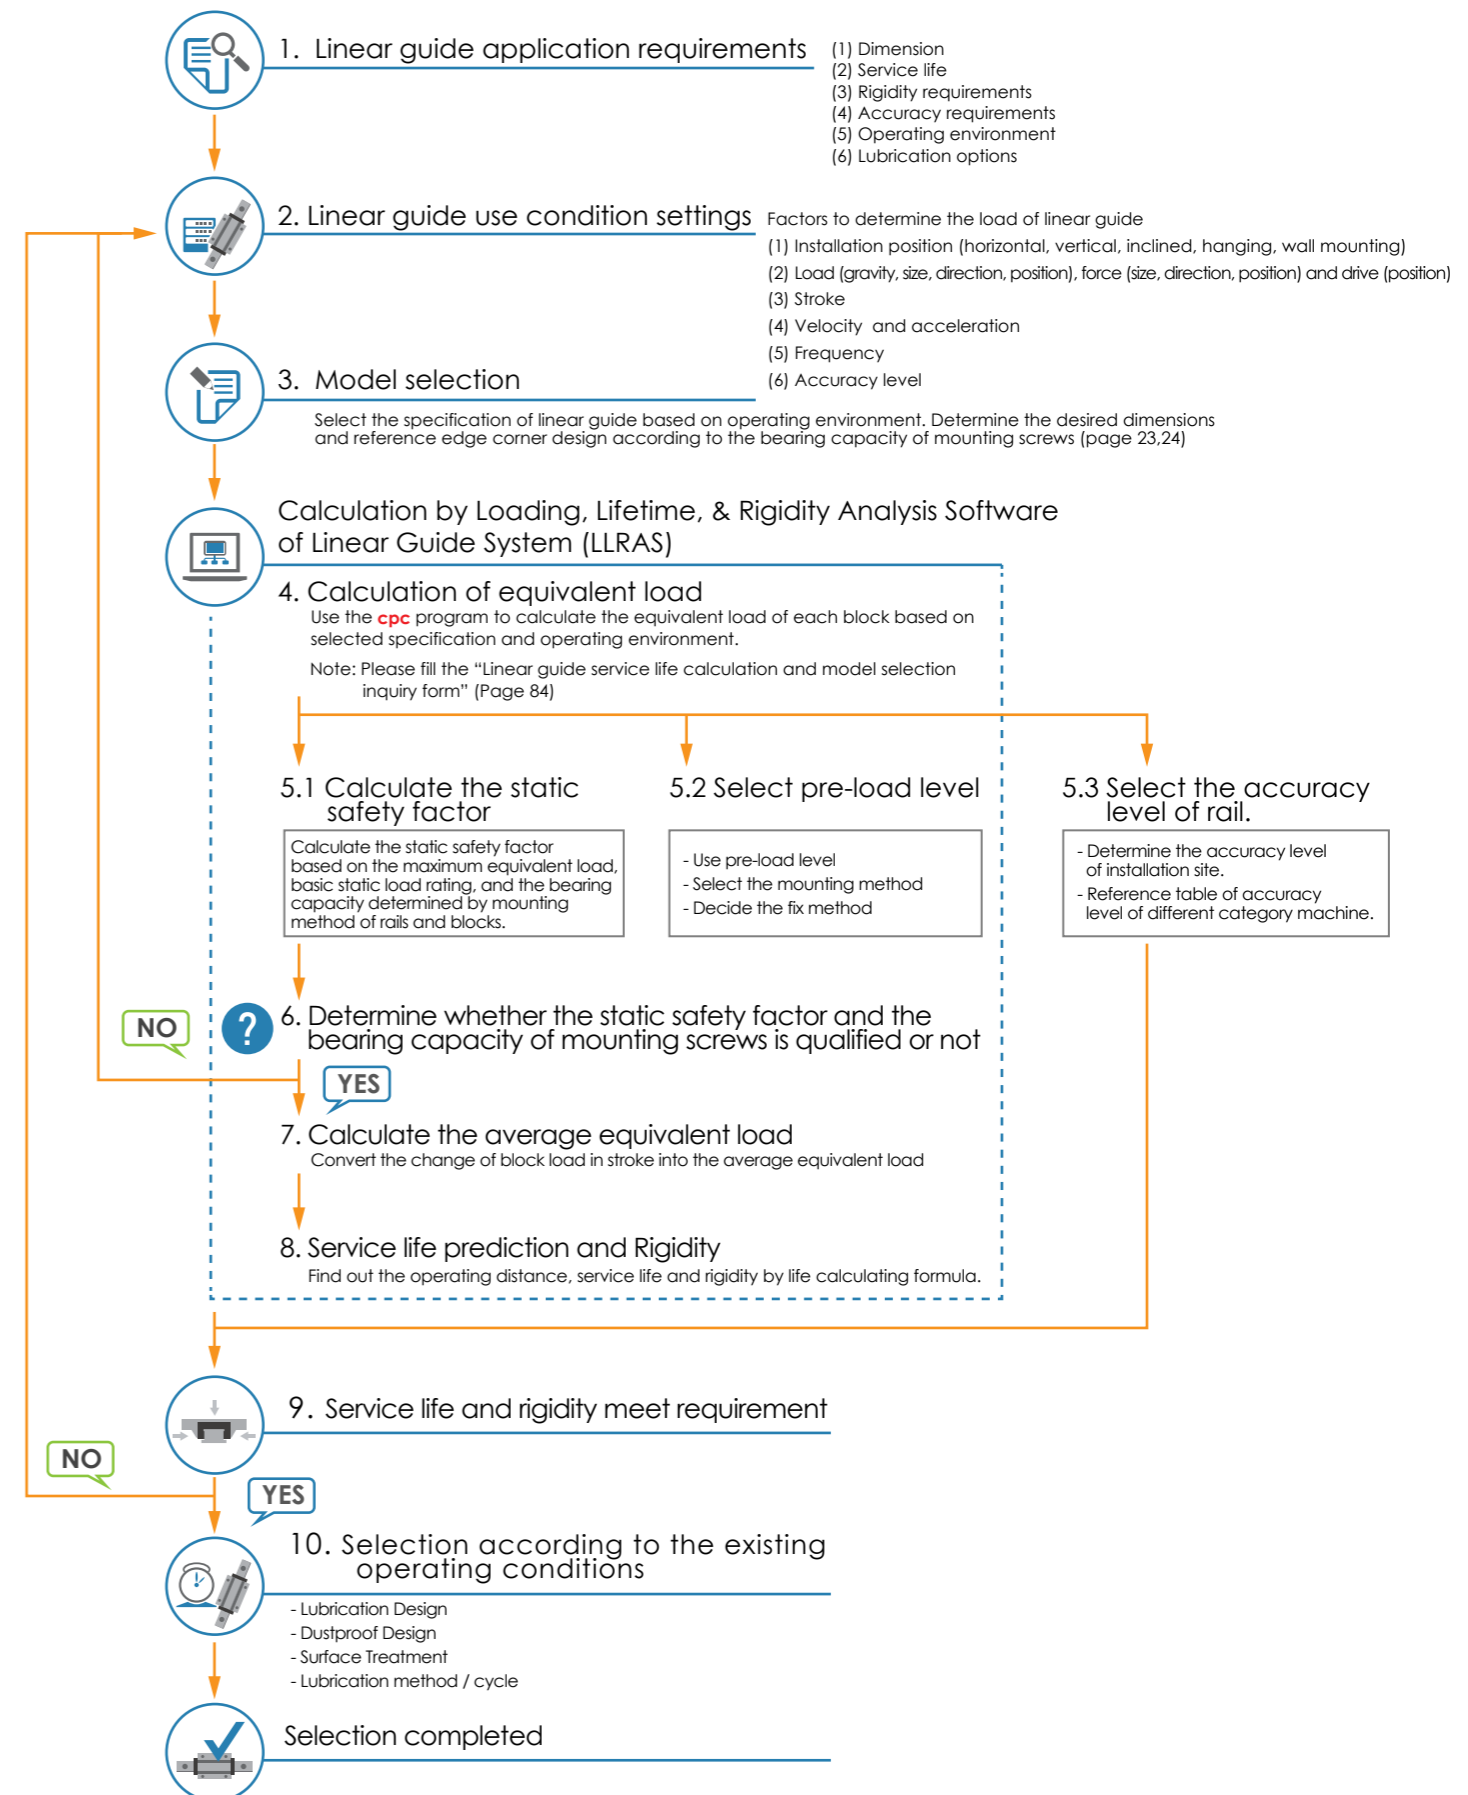 1. Linear guide application requirements
(1) Dimension
(2) Service life
(3) Rigidity requirements
(4) Accuracy requirements
(5) Operating environment
(6) Lubrication options
2. Linear guide use condition settings
Factors to determine the load of linear guide
(1) Installation position (horizontal, vertical, inclined, hanging, wall mounting)
(2) Load (gravity, size, direction, position), force (size, direction, position) and drive (position)
(3) Stroke
(4) Velocity and acceleration
(5) Frequency
(6) Accuracy level
3. Model selection
Select the specification of linear guide based on operating environment. Determine the desired dimensions
and reference edge corner design according to the bearing capacity of mounting screws (page 23,24)
Calculation by Loading, Lifetime, & Rigidity Analysis Software
of Linear Guide System (LLRAS)
4. Calculation of equivalent load
Use the cpc program to calculate the equivalent load of each block based on
selected specification and operating environment.
Note: Please fill the “Linear guide service life calculation and model selection
inquiry form” (Page 84)
5.1 Calculate the static
safety factor
Calculate the static safety factor
based on the maximum equivalent load,
basic static load rating, and the bearing
capacity determined by mounting
method of rails and blocks.
5.2 Select pre-load level
- Use pre-load level
- Select the mounting method
- Decide the fix method
5.3 Select the accuracy
level of rail.
- Determine the accuracy level
of installation site.
- Reference table of accuracy
level of different category machine.
NO
?
6. Determine whether the static safety factor and the
bearing capacity of mounting screws is qualified or not
YES
7. Calculate the average equivalent load
Convert the change of block load in stroke into the average equivalent load
8. Service life prediction and Rigidity
Find out the operating distance, service life and rigidity by life calculating formula.
9. Service life and rigidity meet requirement
NO
YES
10. Selection according to the existing
operating conditions
- Lubrication Design
- Dustproof Design
- Surface Treatment
- Lubrication method / cycle
Selection completed